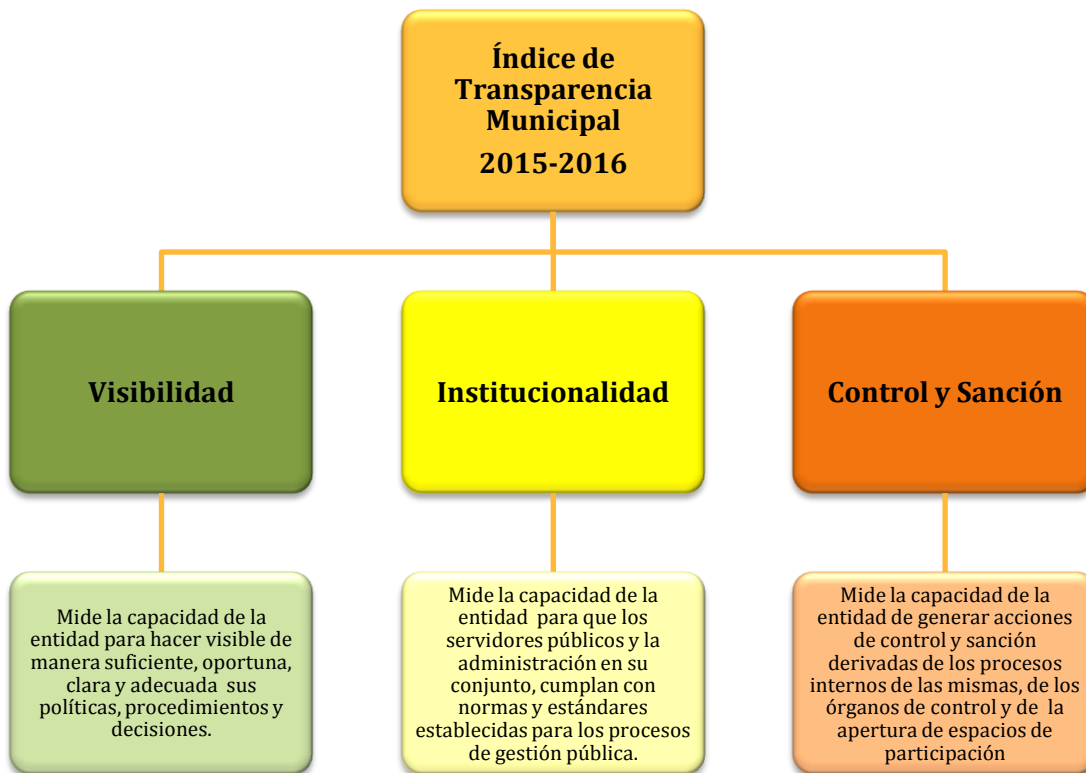 Índice de
Transparencia
Municipal
2015-2016
Visibilidad
Institucionalidad
Control y Sanción
Mide la capacidad de la
entidad para hacer visible de
manera suficiente, oportuna,
clara y adecuada sus
políticas, procedimientos y
decisiones.
Mide la capacidad de la
entidad para que los
servidores públicos y la
administración en su
conjunto, cumplan con
normas y estándares
establecidas para los procesos
de gestión pública.
Mide la capacidad de la
entidad de generar acciones
de control y sanción
derivadas de los procesos
internos de las mismas, de los
órganos de control y de la
apertura de espacios de
participación